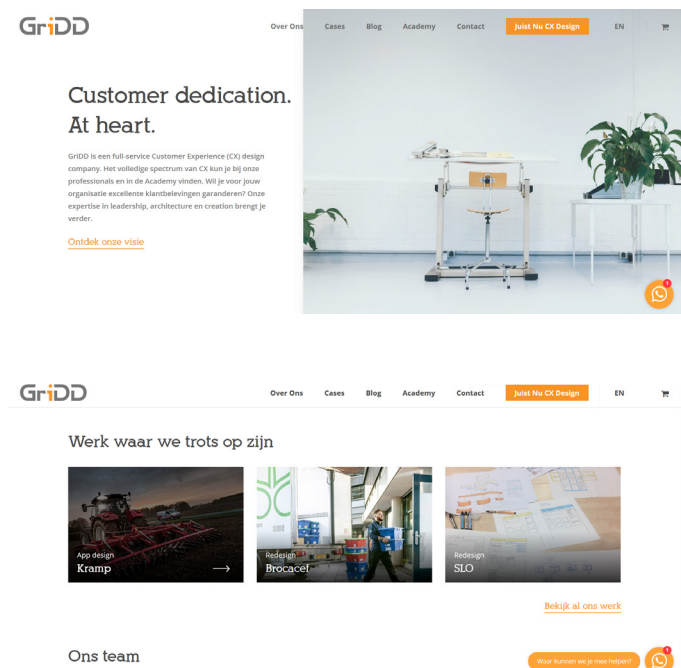 GriDD
Over Ons Cases Blog Academy Contact Juist Nu CX Design EN
Customer dedication.
At heart.
GriDD is een full-service Customer Experience (CX) design
company. Het volledige spectrum van CX kun je bij onze
professionals en in de Academy vinden. Wil je voor jouw
organisatie excellente klantbelevingen garanderen? Onze
expertise in leadership, architecture en creation brengt je
verder.
Ontdek onze visie
1
GriDD
Over Ons Cases Blog Academy Contact Juist Nu CX Design EN
Werk waar we trots op zijn
App design
Kramp
Redesign
Brocacef
Redesign
SLO
Bekijk al ons werk
Ons team
Waar kunnen we je mee helpen?
1